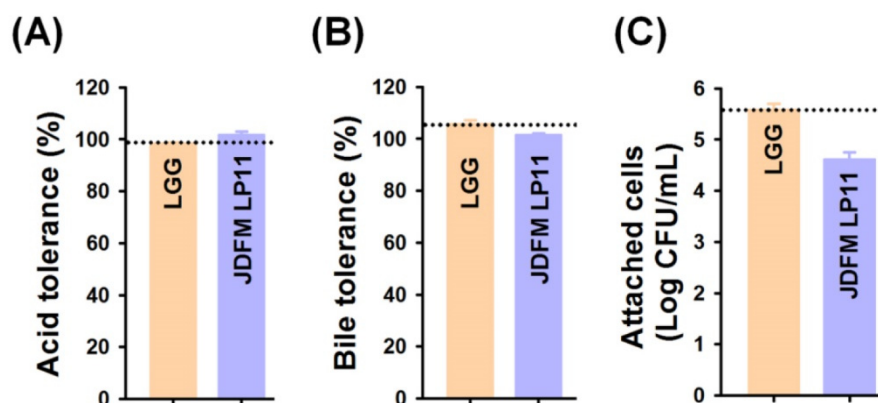 (A)
Acid tolerance (%)
120
100
80
60
40
20
0
LGG
JDFM LP11
(B)
Bile tolerance (%)
120
100
80
60
40
20
0
LGG
JDFM LP11
(C)
Attached cells
(Log CFU/mL)
6
5
4
3
2
1
0
LGG
JDFM LP11